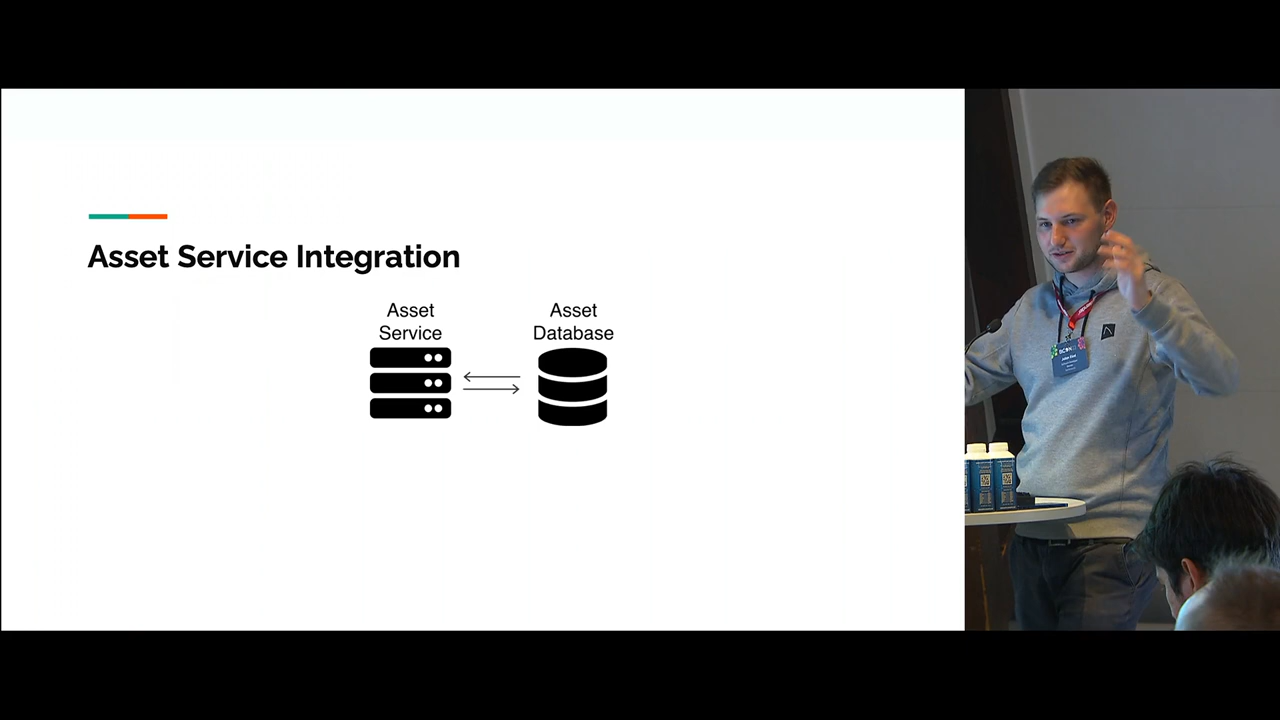 Asset Service Integration
Asset
Service
Asset
Database